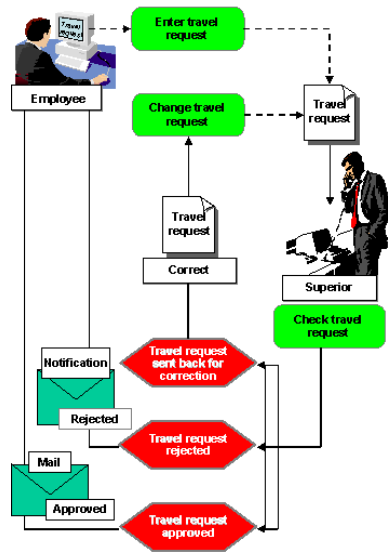 Travel
request
Enter travel
request
Employee
Change travel
request
Travel
request
Travel
request
Correct
Superior
Check travel
request
Notification
Travel request
sent back for
correction
Rejected
Travel request
rejected
Mail
Approved
Travel request
approved